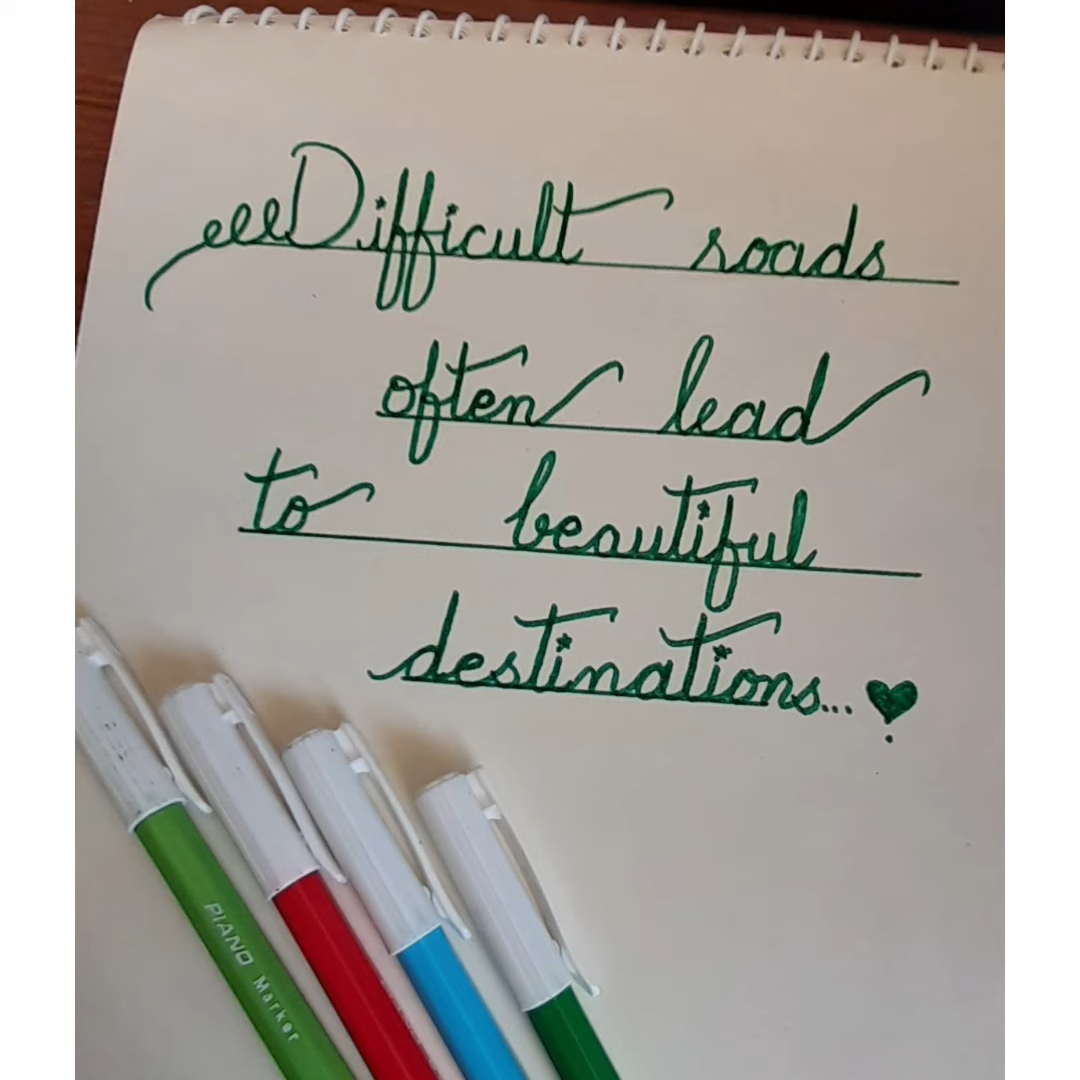 Difficult roads
often lead
to beautiful
destinations...
PIANO Marker